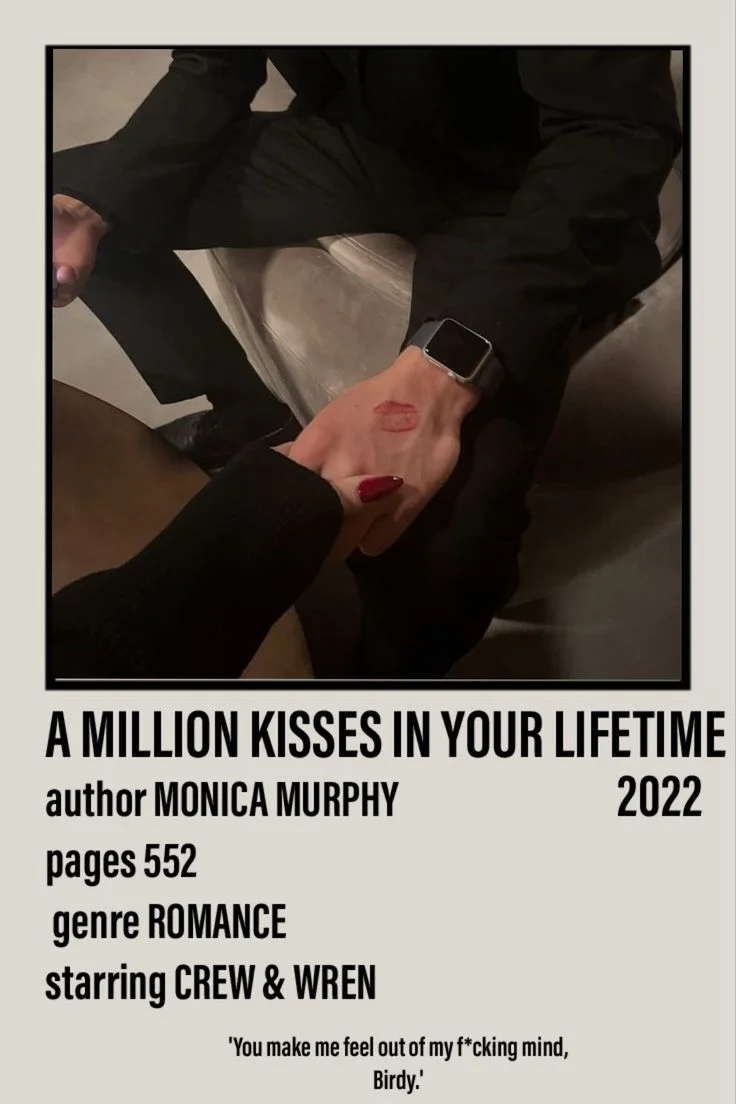 A MILLION KISSES IN YOUR LIFETIME
author MONICA MURPHY 2022
pages 552
genre ROMANCE
starring CREW & WREN
'You make me feel out of my f*cking mind,
Birdy.'